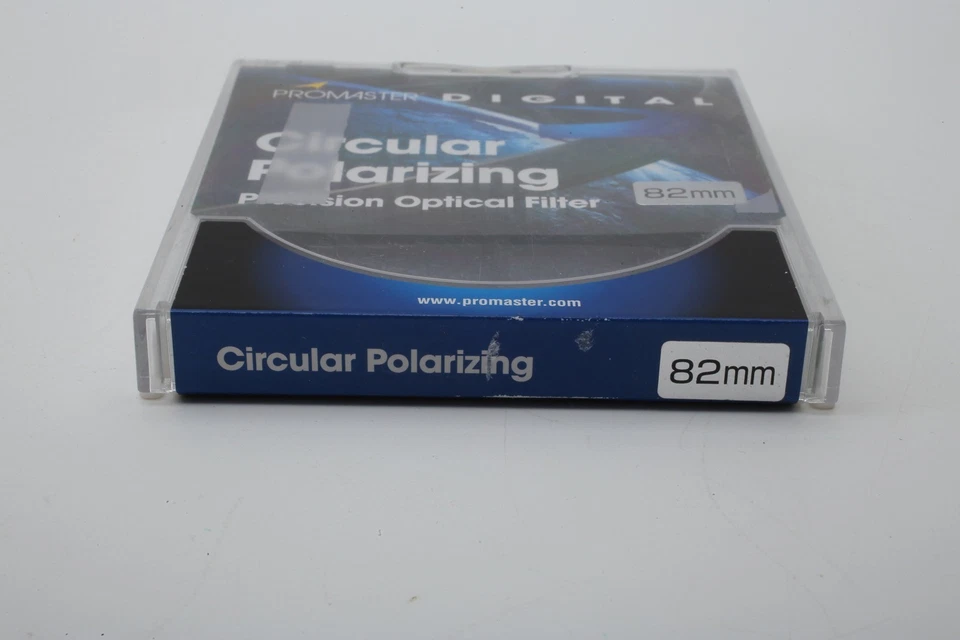 PROMASTER DIGITAL
Circular
Polarizing
Precision Optical Filter
82mm
www.promaster.com
Circular Polarizing
82mm